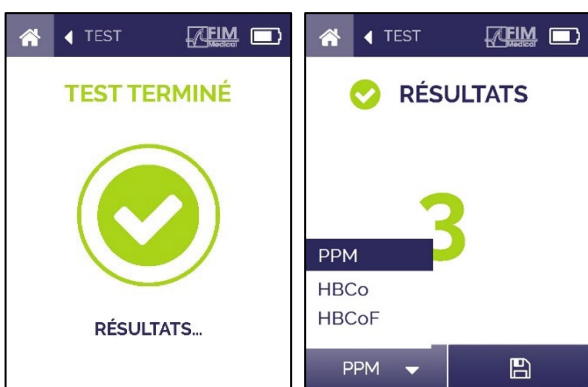 TEST
FIM
Medical
TEST TERMINÉ
RÉSULTATS...
TEST
FIM
Medical
RÉSULTATS
3
PPM
HBCo
HBCoF
PPM